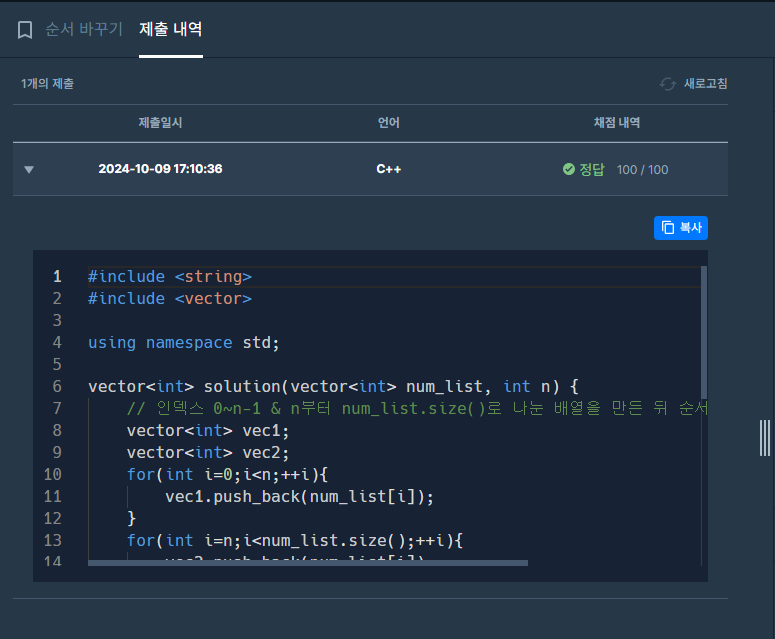 순서 바꾸기 제출 내역
1개의 제출 새로고침
제출일시 언어 채점 내역
2024-10-09 17:10:36 C++ 정답 100 / 100
복사
1 #include <string>
2 #include <vector>
3
4 using namespace std;
5
6 vector<int> solution(vector<int> num_list, int n) {
7 // 인덱스 0~n-1 & n부터 num_list.size()로 나눈 배열을 만든 뒤 순서
8 vector<int> vec1;
9 vector<int> vec2;
10 for(int i=0;i<n;++i){
11 vec1.push_back(num_list[i]);
12 }
13 for(int i=n;i<num_list.size();++i){
14 vec2.push_back(num_list[i])